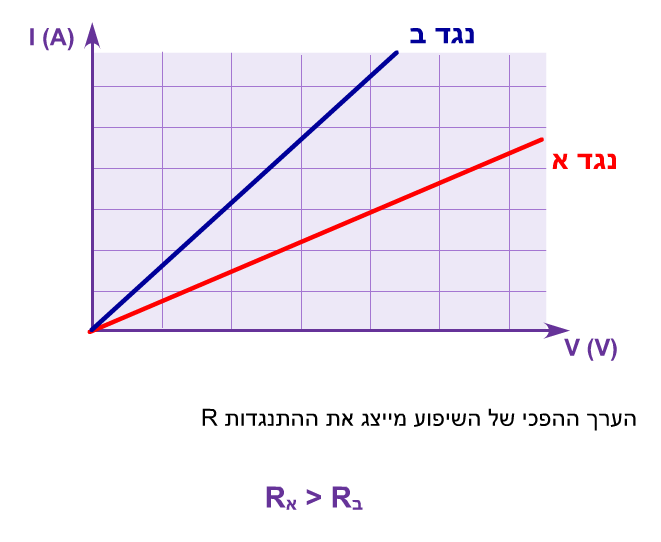 I (A)
נגד ב
נגד א
V (V)
הערך ההפכי של השיפוע מייצג את ההתנגדות R
Rא > Rב